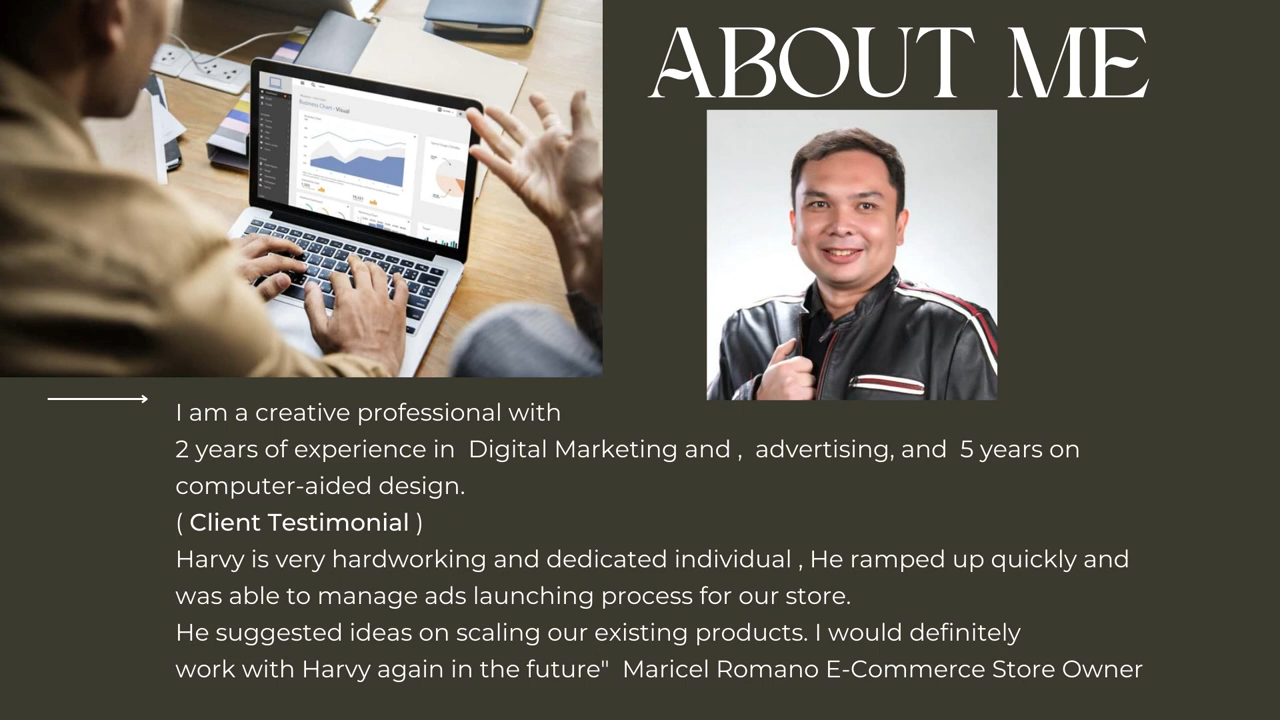 ABOUT ME
Business Chart - Visual
I am a creative professional with
2 years of experience in  Digital Marketing and ,  advertising, and  5 years on
computer-aided design.
( Client Testimonial )
Harvy is very hardworking and dedicated individual , He ramped up quickly and
was able to manage ads launching process for our store.
He suggested ideas on scaling our existing products. I would definitely
work with Harvy again in the future"  Maricel Romano E-Commerce Store Owner